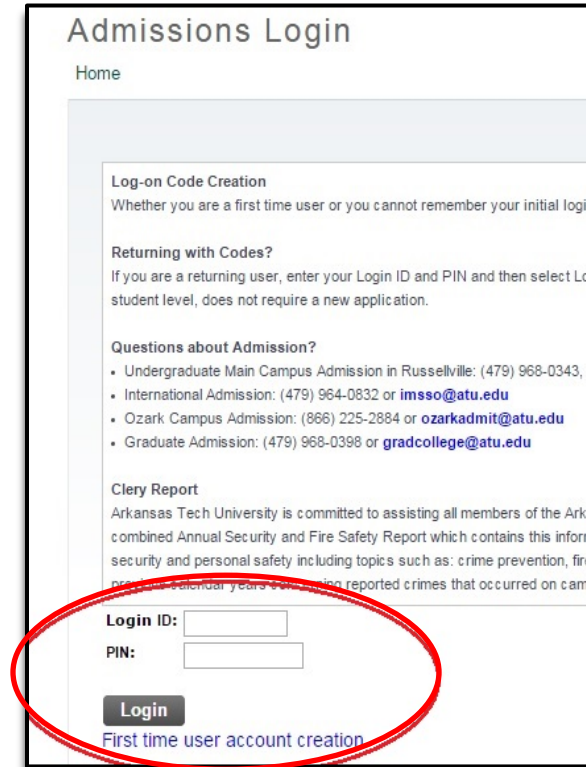 Admissions Login
Home
Log-on Code Creation
Whether you are a first time user or you cannot remember your initial logi
Returning with Codes?
If you are a returning user, enter your Login ID and PIN and then select Lo
student level, does not require a new application.
Questions about Admission?
• Undergraduate Main Campus Admission in Russellville: (479) 968-0343,
• International Admission: (479) 964-0832 or imsso@atu.edu
• Ozark Campus Admission: (866) 225-2884 or ozarkadmit@atu.edu
• Graduate Admission: (479) 968-0398 or gradcollege@atu.edu
Clery Report
Arkansas Tech University is committed to assisting all members of the Ark
combined Annual Security and Fire Safety Report which contains this infor
security and personal safety including topics such as: crime prevention, fir
calendar years reported crimes that occurred on cam
Login ID:
PIN:
Login
First time user account creation